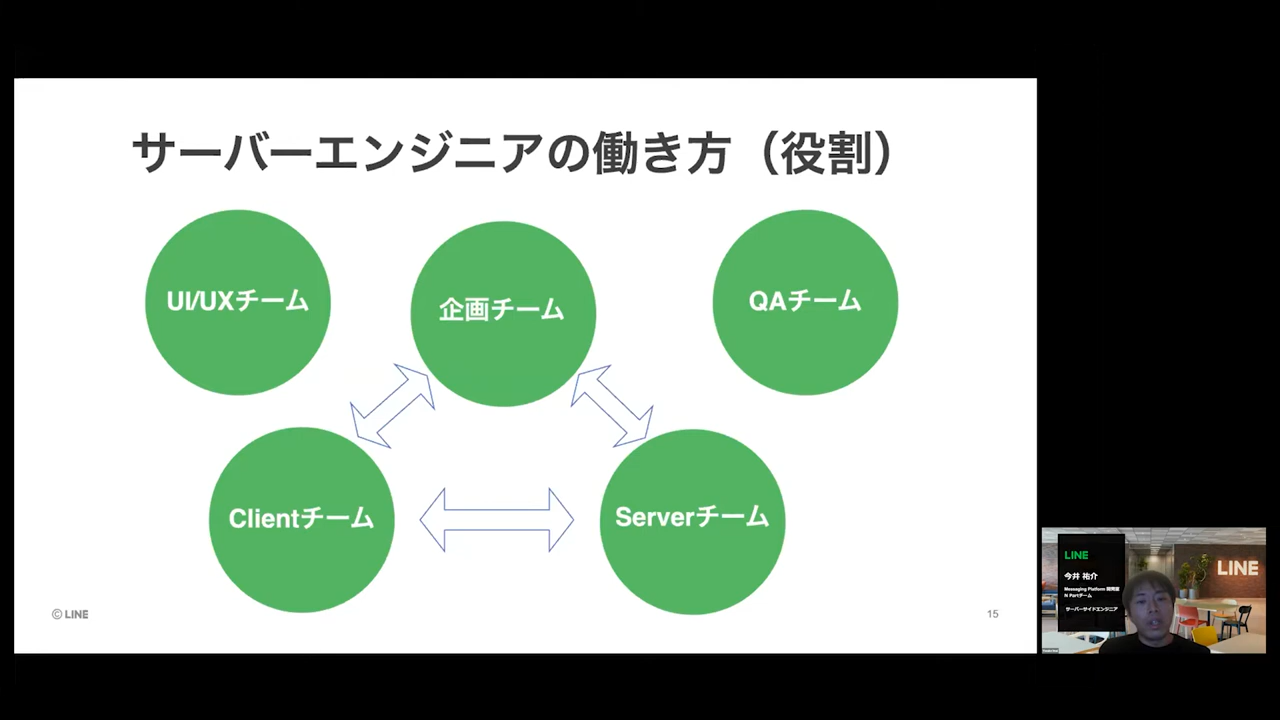 サーバーエンジニアの働き方（役割）
UI/UXチーム
企画チーム
QAチーム
Clientチーム
Serverチーム
© LINE
15
LINE
今井 祐介
Messaging Platform 開発室
N Partチーム
サーバーサイドエンジニア
LINE